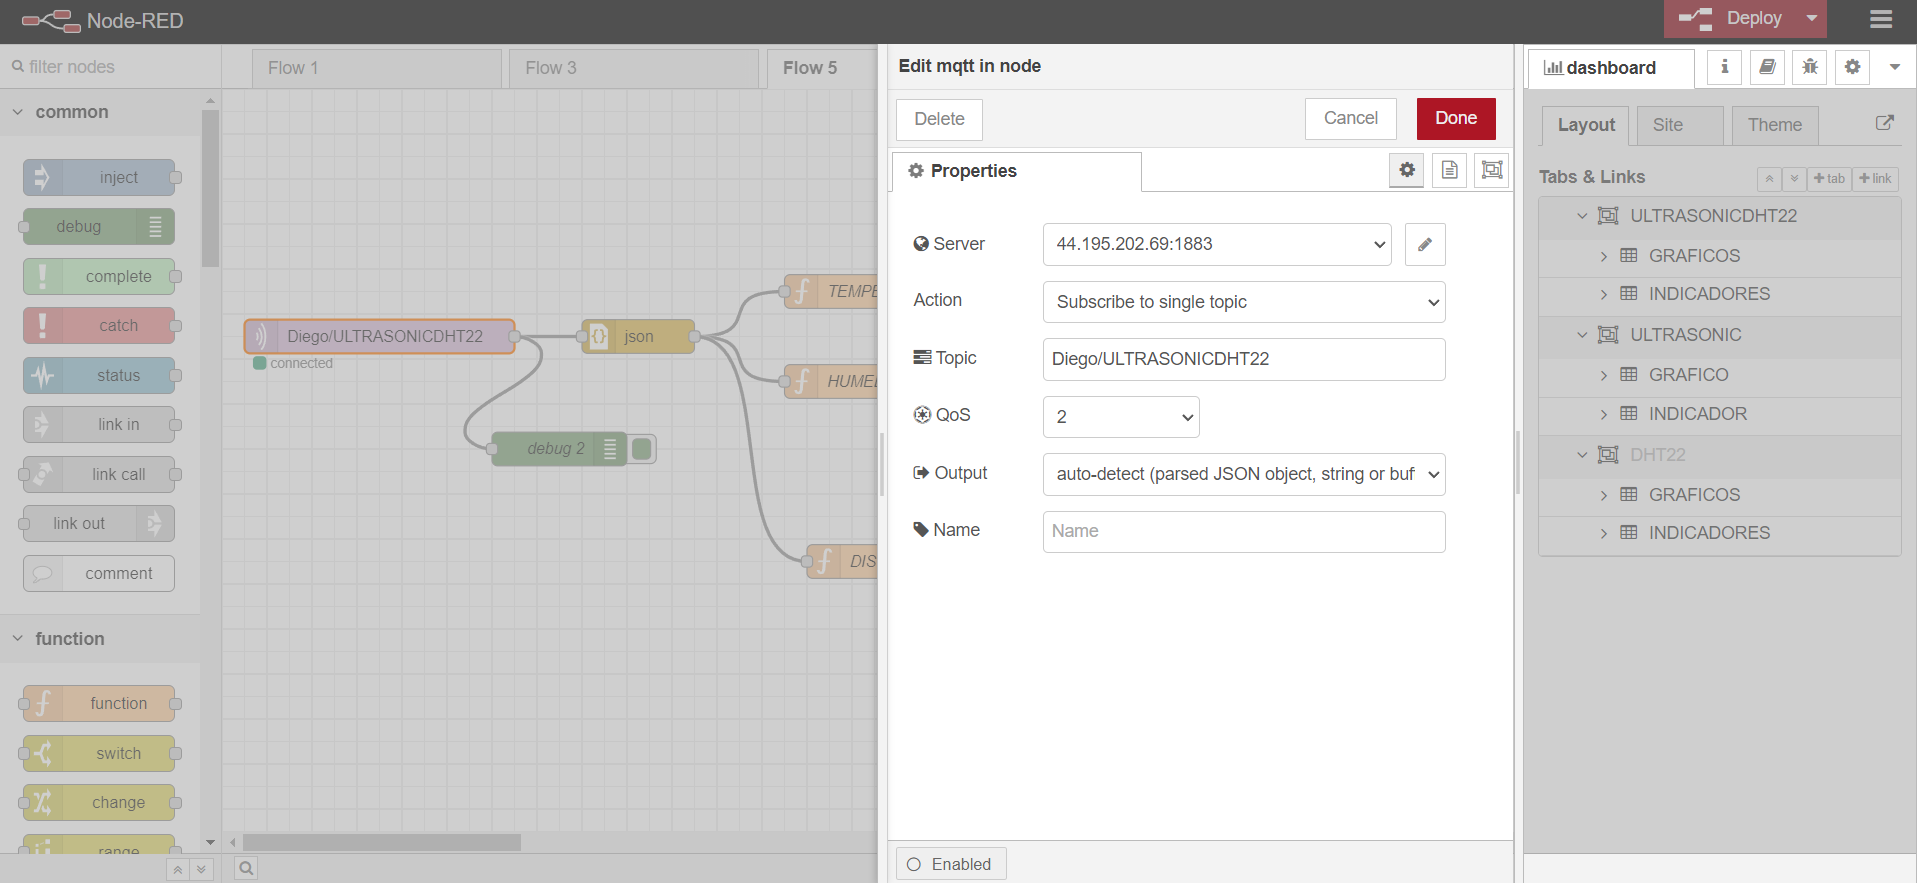 Node-RED
Deploy
filter nodes
Flow 1
Flow 3
Flow 5
Edit mqtt in node
dashboard
common
Delete
Cancel
Done
Layout
Site
Theme
Properties
Tabs & Links
tab
link
inject
debug
complete
catch
status
link in
link call
link out
comment
function
function
switch
change
range
Diego/ULTRASONICDHT22
connected
json
debug 2
TEMPE
HUMED
DIS
Server
44.195.202.69:1883
Action
Subscribe to single topic
Topic
Diego/ULTRASONICDHT22
QoS
2
Output
auto-detect (parsed JSON object, string or buf
Name
Name
Enabled
ULTRASONICDHT22
GRAFICOS
INDICADORES
ULTRASONIC
GRAFICO
INDICADOR
DHT22
GRAFICOS
INDICADORES